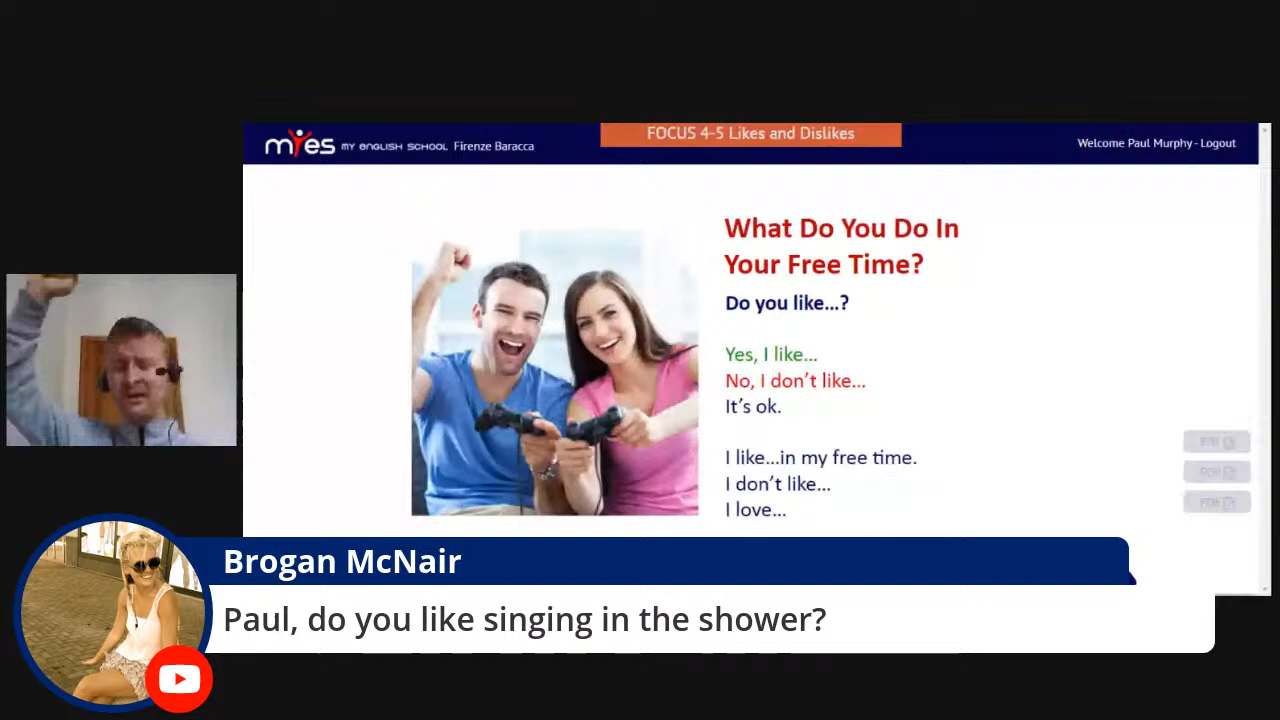 FOCUS 4-5 Likes and Dislikes
myes MY ENGLISH SCHOOL Firenze Baracca
Welcome Paul Murphy - Logout
What Do You Do In
Your Free Time?
Do you like...?
Yes, I like...
No, I don't like...
It's ok.
I like...in my free time.
I don't like...
I love...
Brogan McNair
Paul, do you like singing in the shower?